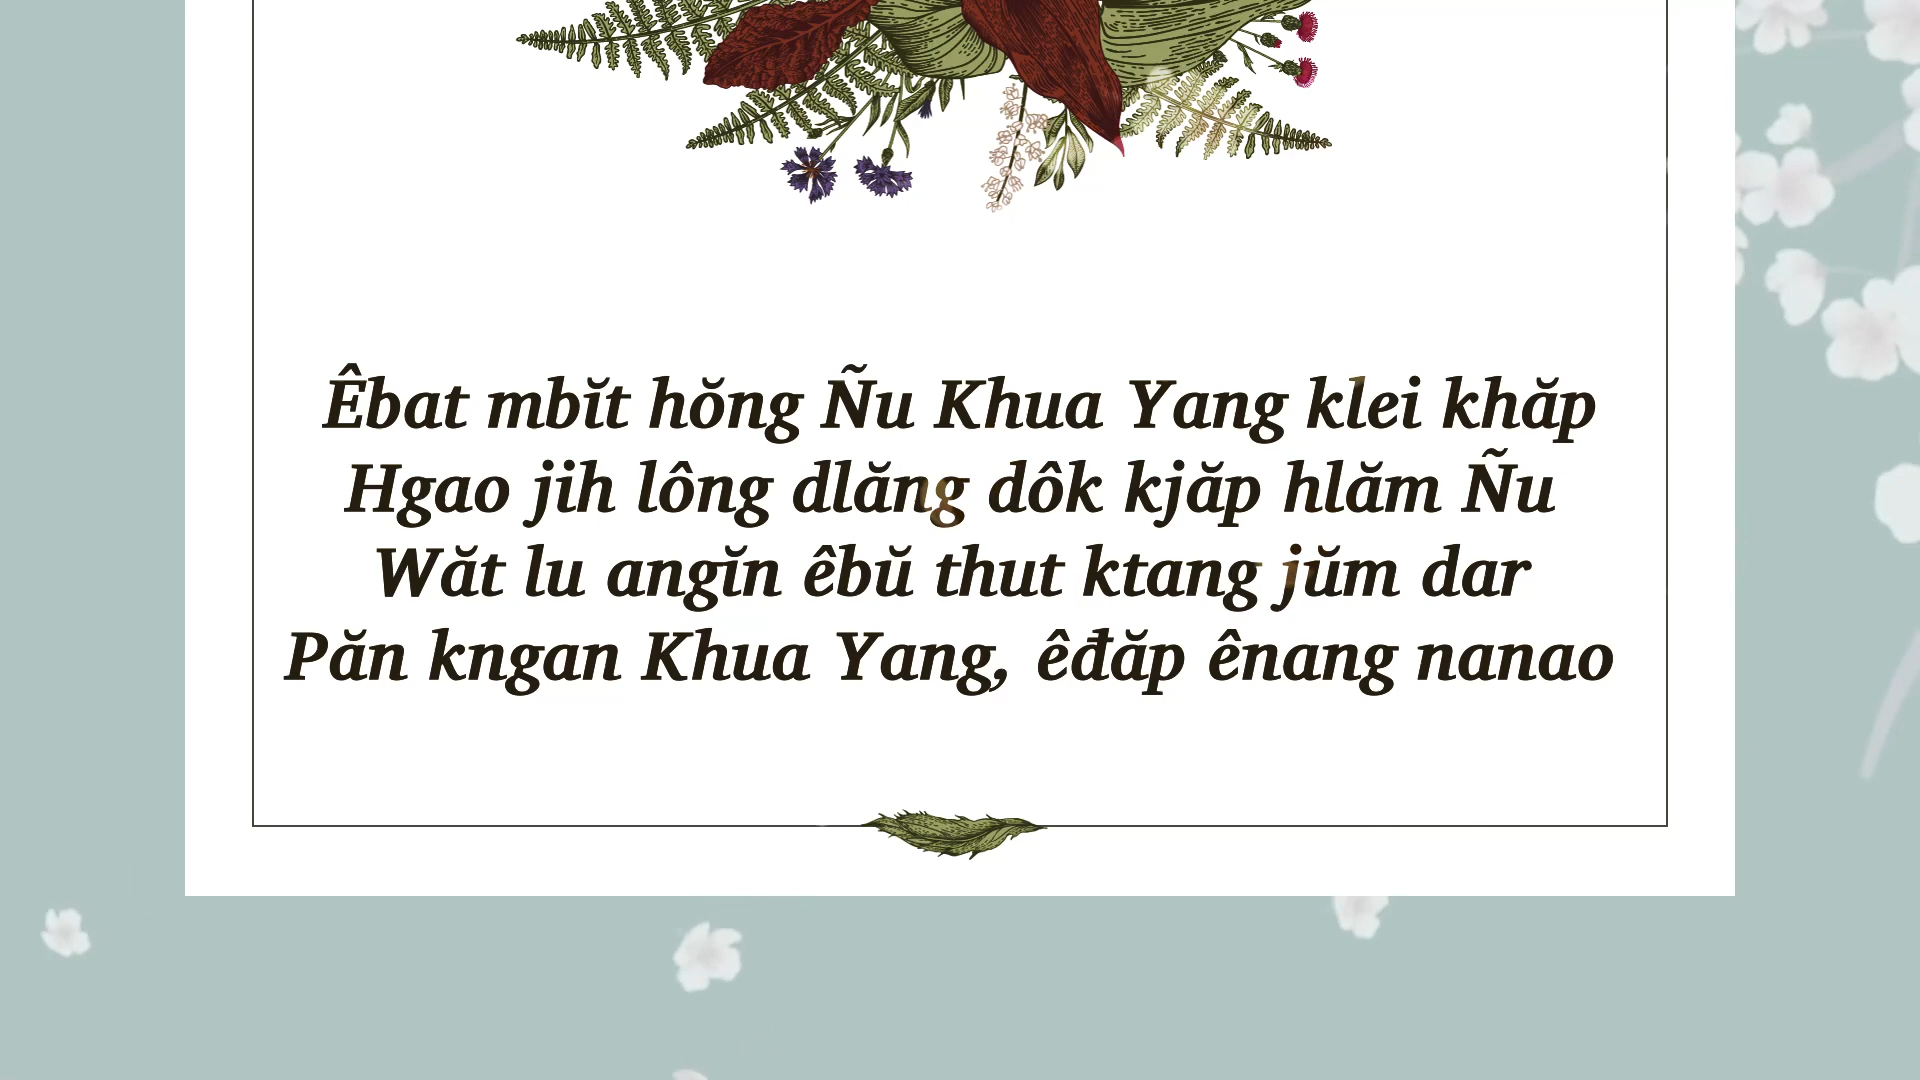 Êbat mbĭt hŏng Ñu Khua Yang klei khăp
Hgao jih lông dlăng dôk kjăp hlăm Ñu
Wăt lu angĭn êbŭ thut ktang jŭm dar
Păn kngan Khua Yang, êđăp ênang nanao